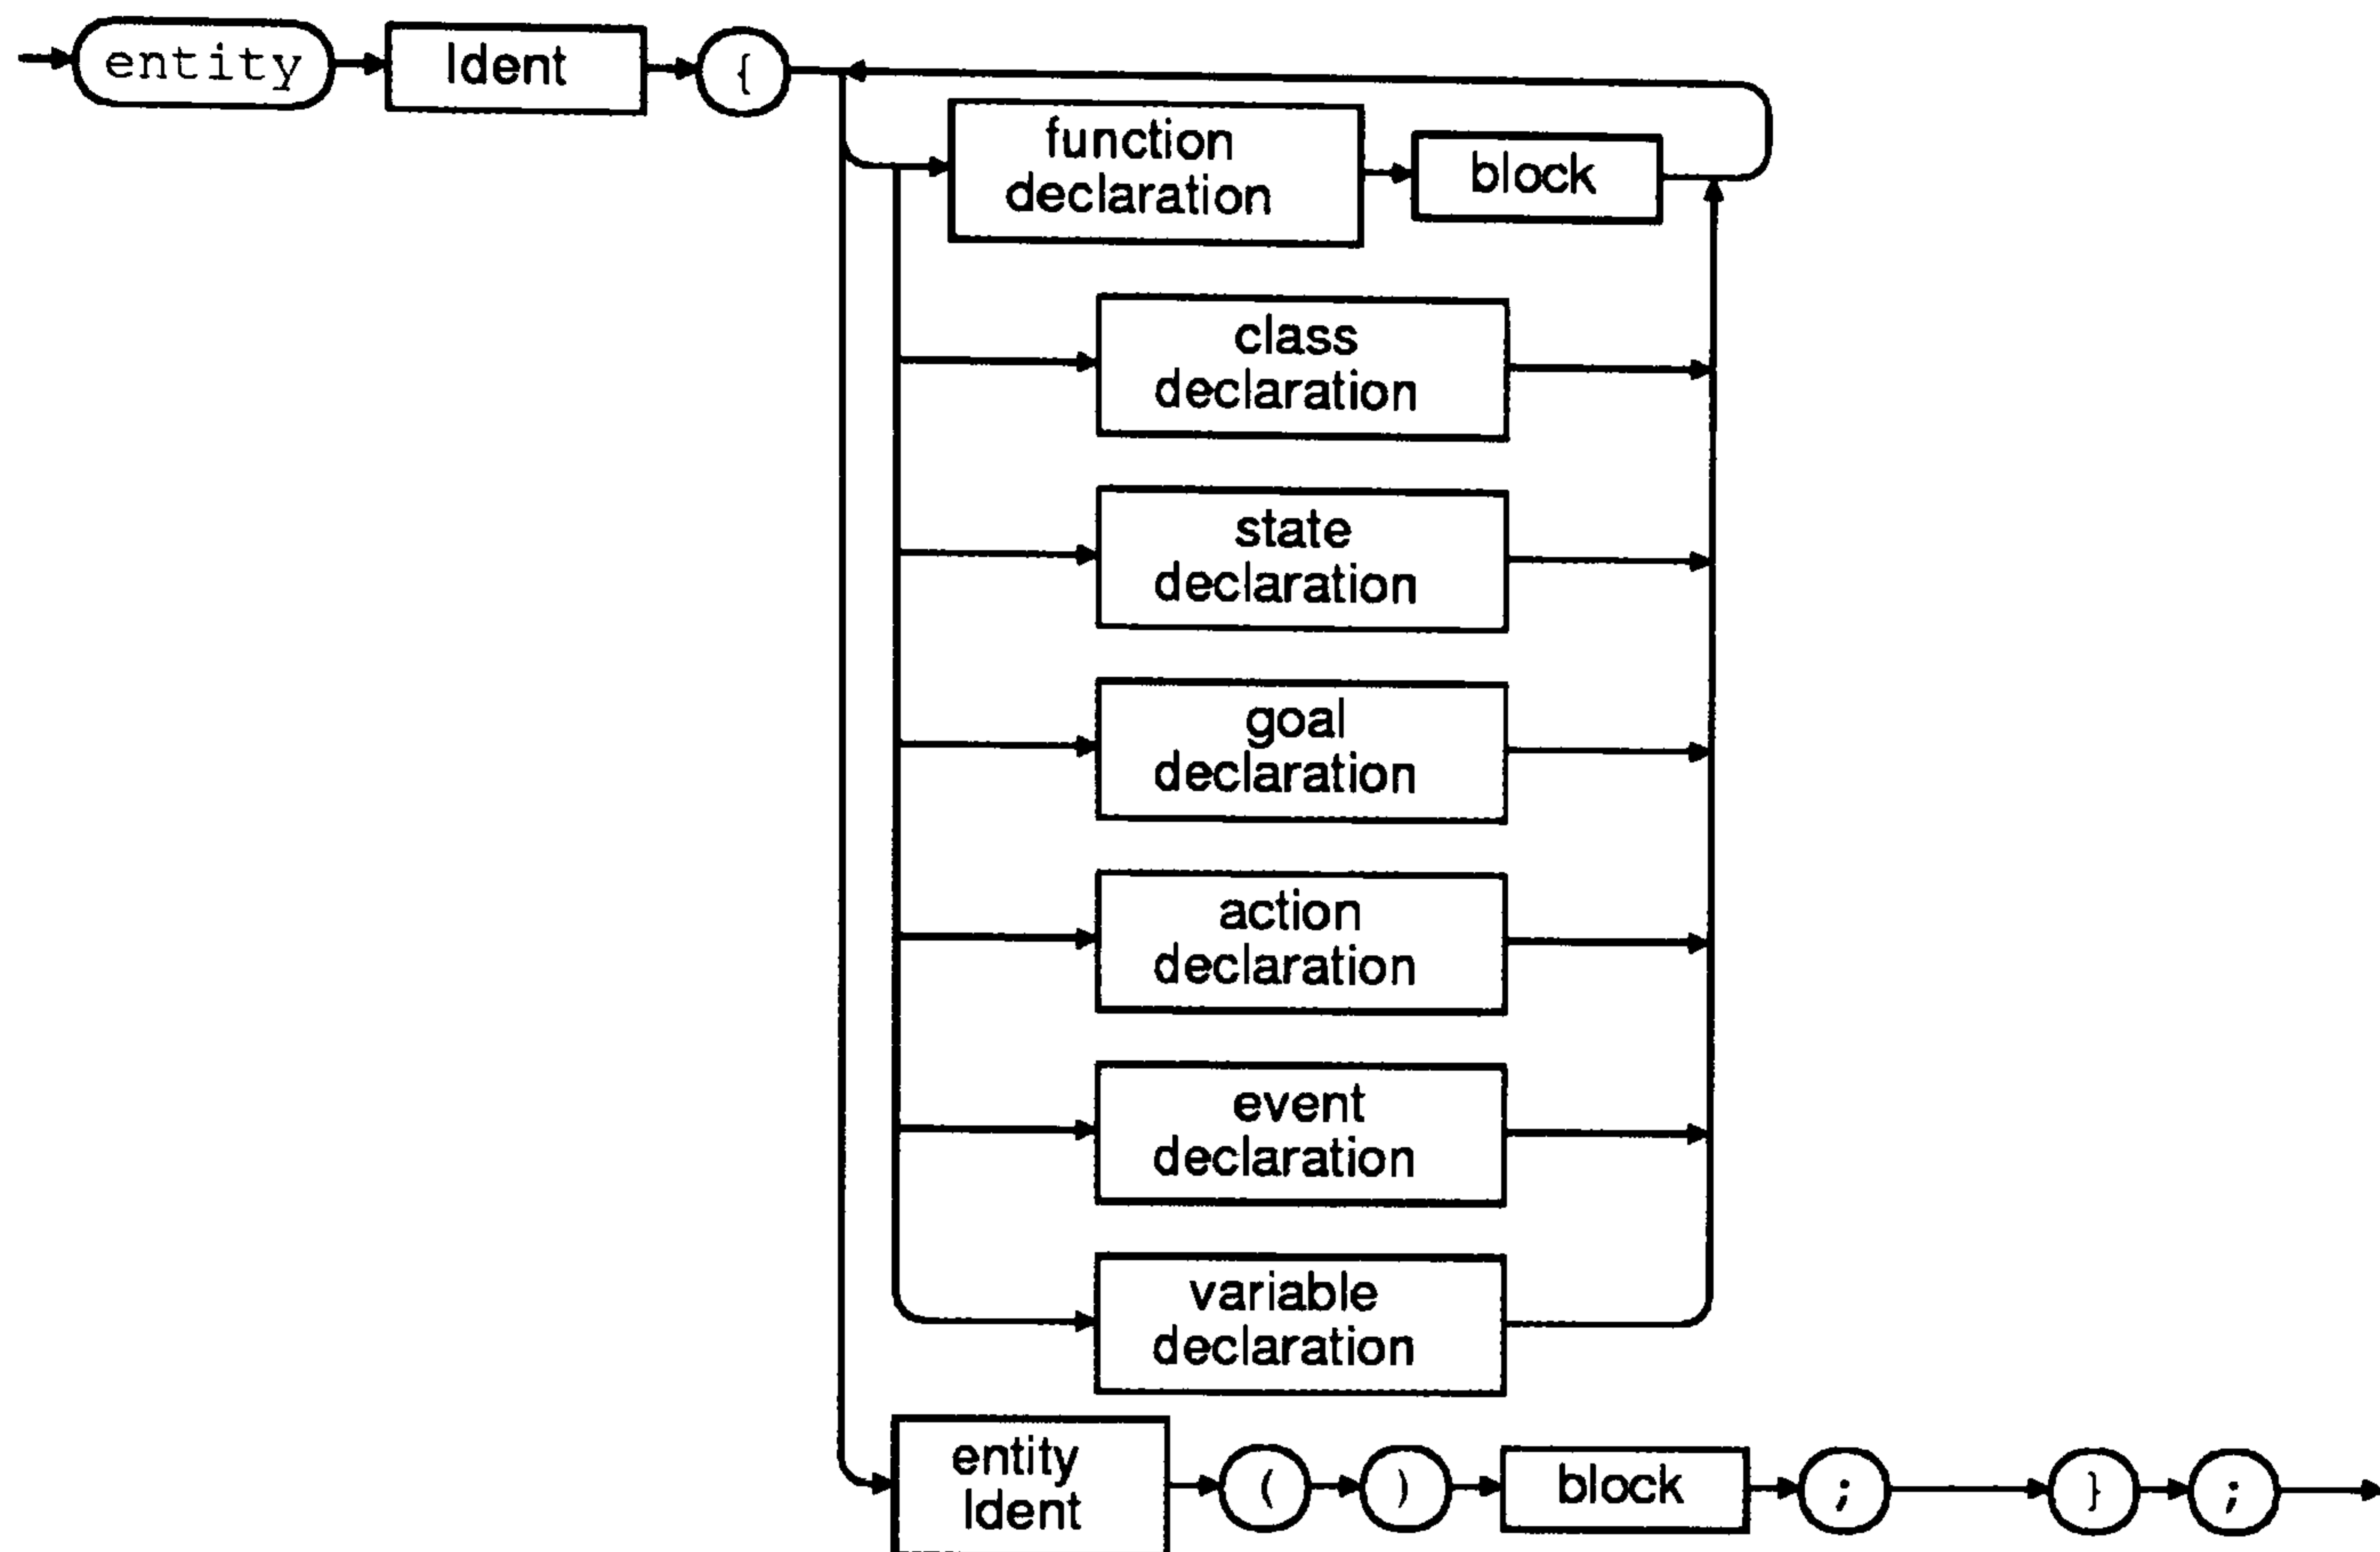 entity Ident {
function
declaration block
class
declaration
state
declaration
goal
declaration
action
declaration
event
declaration
variable
declaration
entity
Ident ( ) block ; } ;